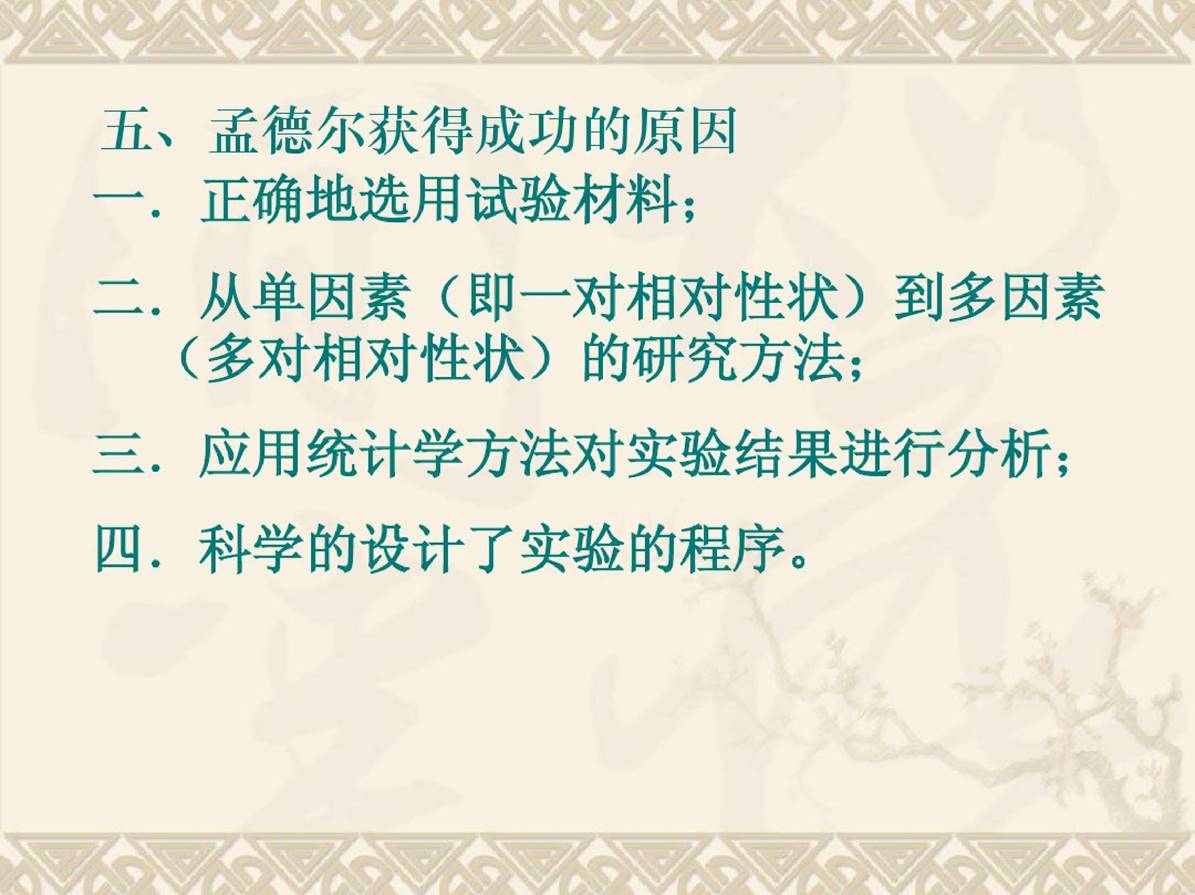 五、孟德尔获得成功的原因
一．正确地选用试验材料；
二．从单因素（即一对相对性状）到多因素
（多对相对性状）的研究方法；
三．应用统计学方法对实验结果进行分析；
四．科学的设计了实验的程序。